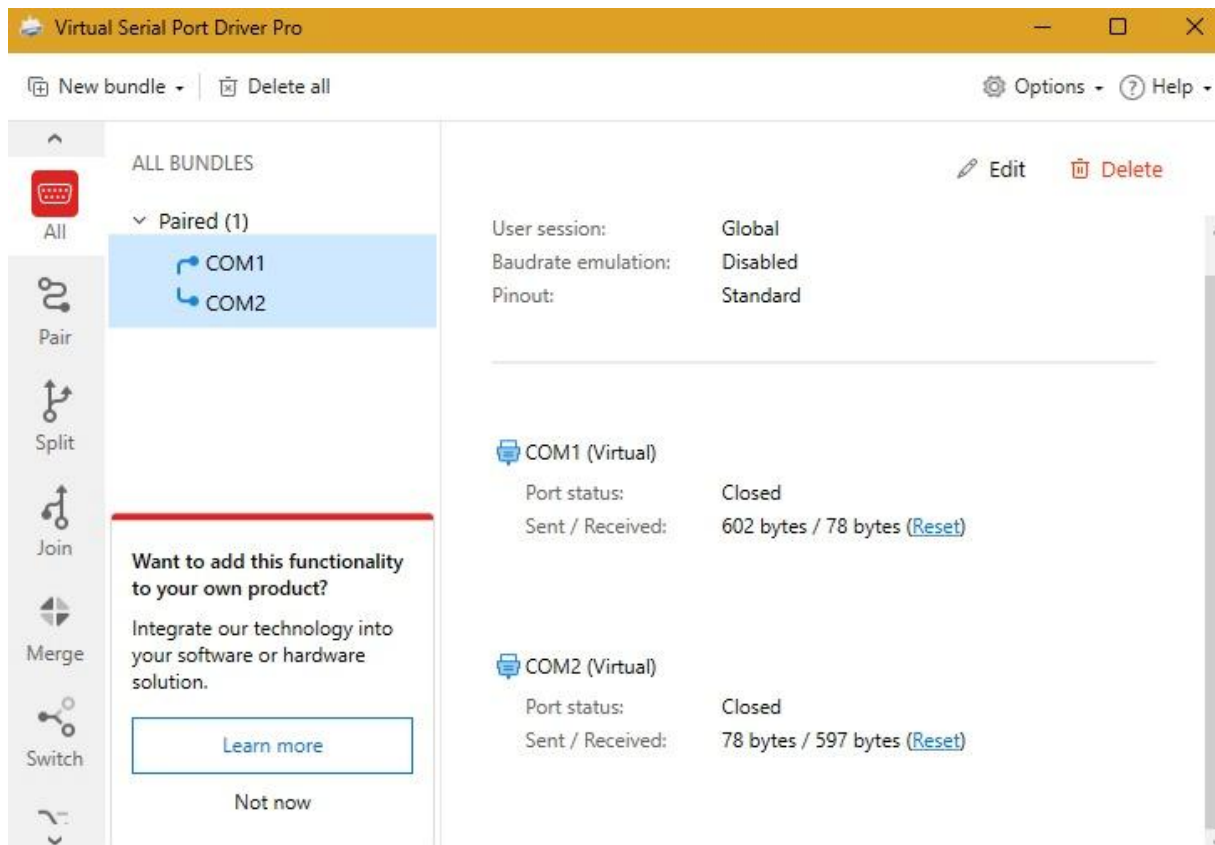 Virtual Serial Port Driver Pro
New bundle
Delete all
Options
Help
All
Pair
Split
Join
Merge
Switch
ALL BUNDLES
Paired (1)
COM1
COM2
Want to add this functionality
to your own product?
Integrate our technology into
your software or hardware
solution.
Learn more
Not now
Edit
Delete
User session: Global
Baudrate emulation: Disabled
Pinout: Standard
COM1 (Virtual)
Port status: Closed
Sent / Received: 602 bytes / 78 bytes (Reset)
COM2 (Virtual)
Port status: Closed
Sent / Received: 78 bytes / 597 bytes (Reset)